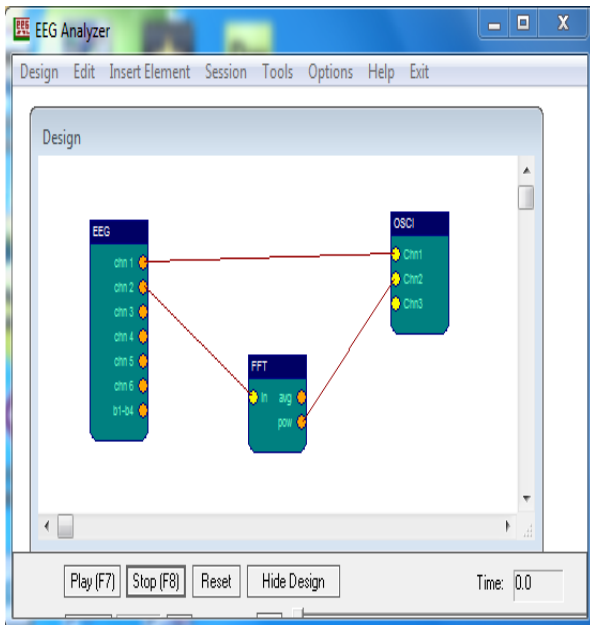 EEG EEG Analyzer
Design Edit Insert Element Session Tools Options Help Exit
Design
EEG
chn 1
chn 2
chn 3
chn 4
chn 5
chn 6
b1-b4
FFT
In avg
pow
OSCI
Chn1
Chn2
Chn3
Play (F7) Stop (F8) Reset Hide Design Time: 0.0